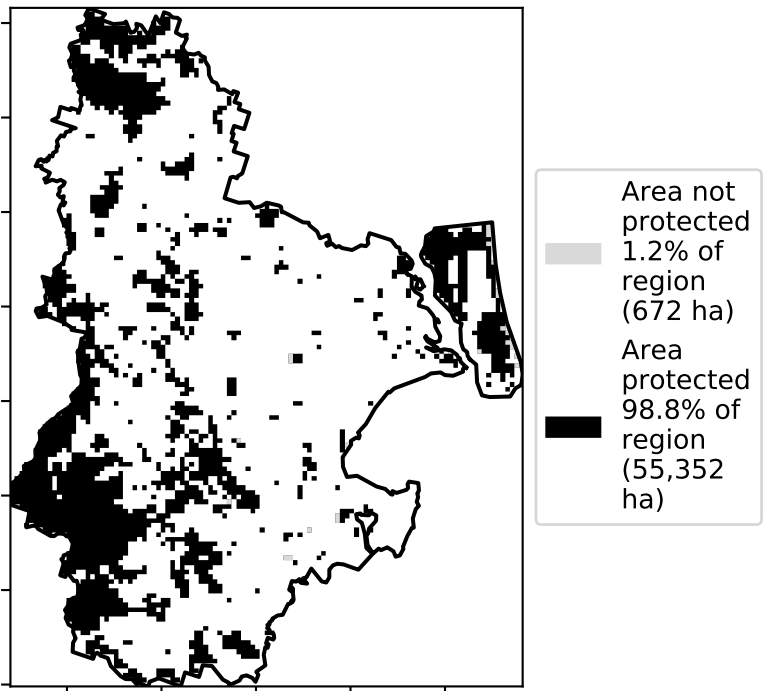 Area not
protected
1.2% of
region
(672 ha)
Area
protected
98.8% of
region
(55,352
ha)